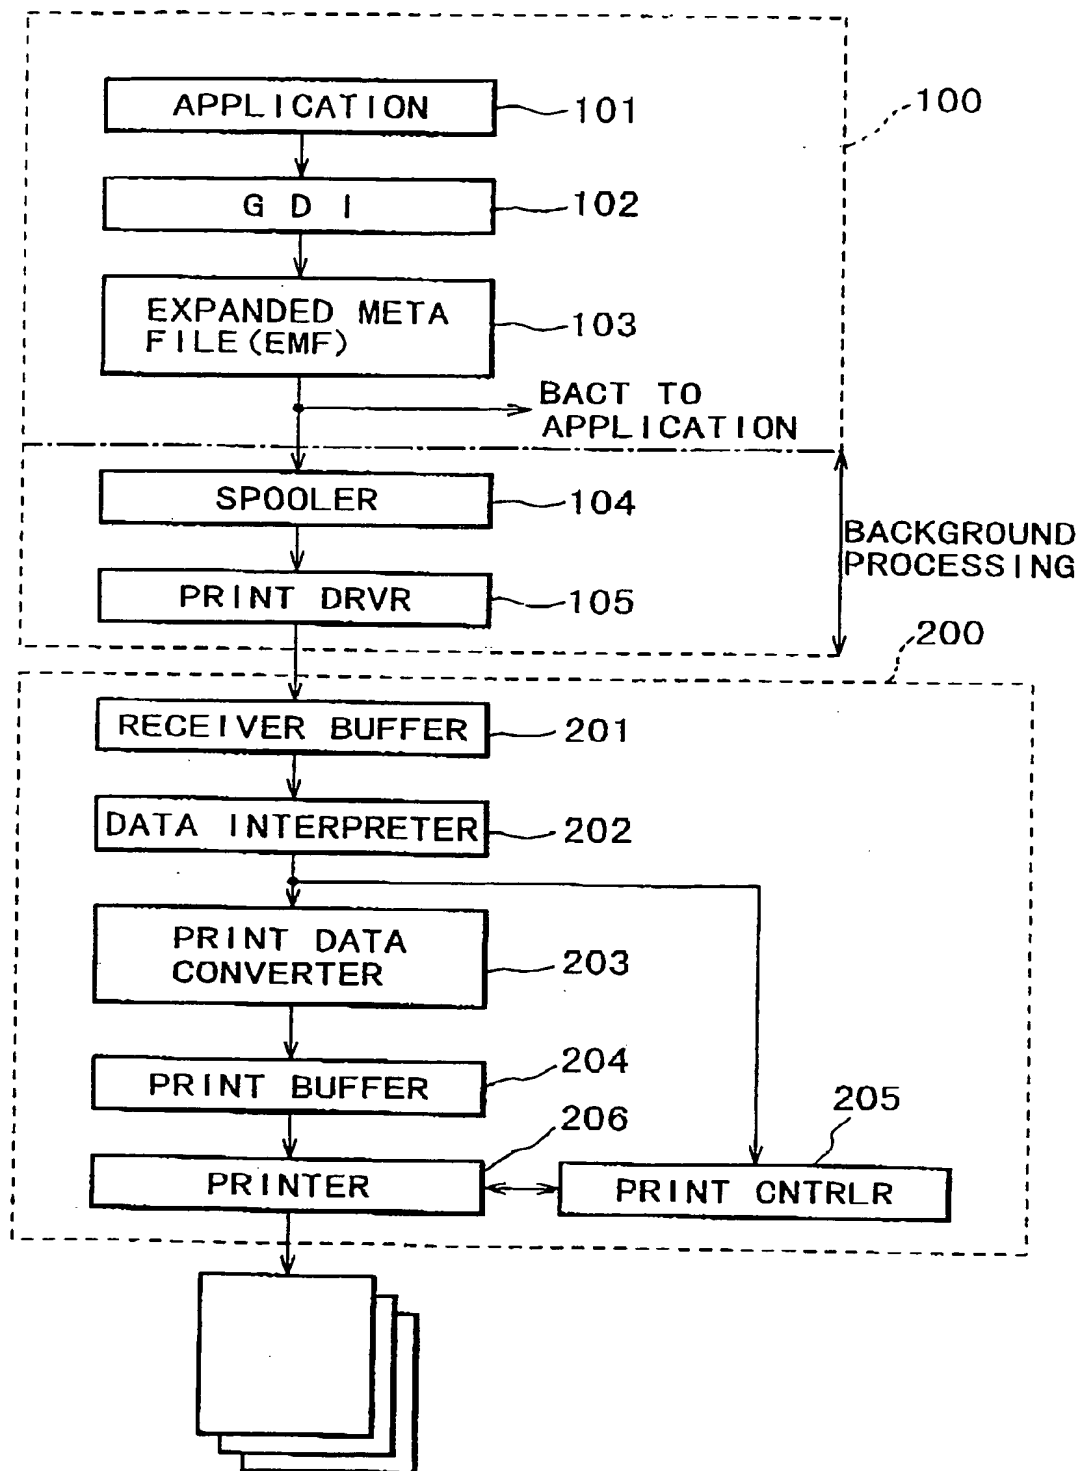 APPLICATION
101
100
GDI
102
EXPANDED META
FILE(EMF)
103
BACT TO
APPLICATION
SPOOLER
104
BACKGROUND
PROCESSING
PRINT DRVR
105
200
RECEIVER BUFFER
201
DATA INTERPRETER
202
PRINT DATA
CONVERTER
203
PRINT BUFFER
204
205
206
PRINTER
PRINT CNTRLR